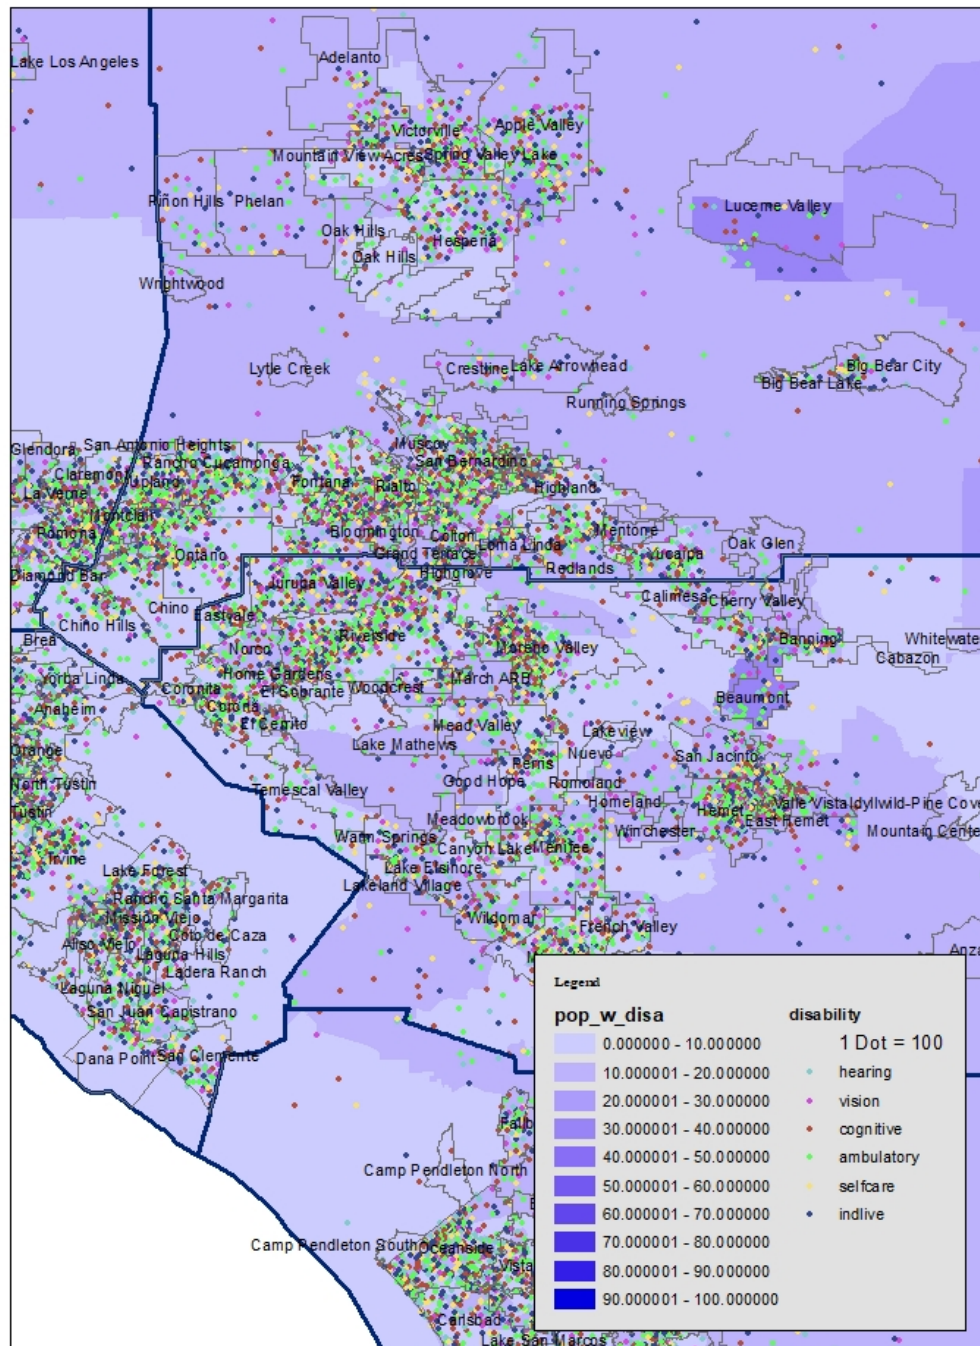 Lake Los Angeles
Adelanto
Victorville
Apple Valley
Mountain View Acres
Spring Valley Lake
Piñon Hills
Phelan
Lucerne Valley
Oak Hills
Hesperia
Oak Hills
Wrightwood
Lytle Creek
Crestline
Lake Arrowhead
Big Bear City
Big Bear Lake
Running Springs
Glendora
San Antonio Heights
Muscoy
Claremont
Rancho Cucamonga
San Bernardino
La Verne
Upland
Fontana
Rialto
Highland
Montclair
Pomona
Bloomington
Colton
Mentone
Ontario
Grand Terrace
Loma Linda
Yucaipa
Oak Glen
Diamond Bar
Highgrove
Redlands
Jurupa Valley
Calimesa
Cherry Valley
Chino
Eastvale
Chino Hills
Brea
Riverside
Banning
Whitewate
Norco
Moreno Valley
Cabazon
Yorba Linda
Home Gardens
March ARB
Coronita
El Sobrante
Woodcrest
Beaumont
Anaheim
Corona
El Cerrito
Mead Valley
Lakeview
Orange
Lake Mathews
Nuevo
San Jacinto
Perris
North Tustin
Temescal Valley
Good Hope
Romoland
Tustin
Homeland
Hemet
Valle Vista
Idyllwild-Pine Cove
Meadowbrook
East Hemet
Warm Springs
Winchester
Mountain Cente
Canyon Lake
Menifee
Irvine
Lake Elsinore
Lake Forest
Lakeland Village
Rancho Santa Margarita
Mission Viejo
Wildomar
French Valley
Coto de Caza
Aliso Viejo
Laguna Hills
Anza
Ladera Ranch
M
Laguna Niguel
San Juan Capistrano
Dana Point
San Clemente
Fallb
Camp Pendleton North
Camp Pendleton South
Oceanside
Vista
Carlsbad
Lake San Marcos
Legend
pop_w_disa
0.000000 - 10.000000
10.000001 - 20.000000
20.000001 - 30.000000
30.000001 - 40.000000
40.000001 - 50.000000
50.000001 - 60.000000
60.000001 - 70.000000
70.000001 - 80.000000
80.000001 - 90.000000
90.000001 - 100.000000
disability
1 Dot = 100
hearing
vision
cognitive
ambulatory
selfcare
indlive